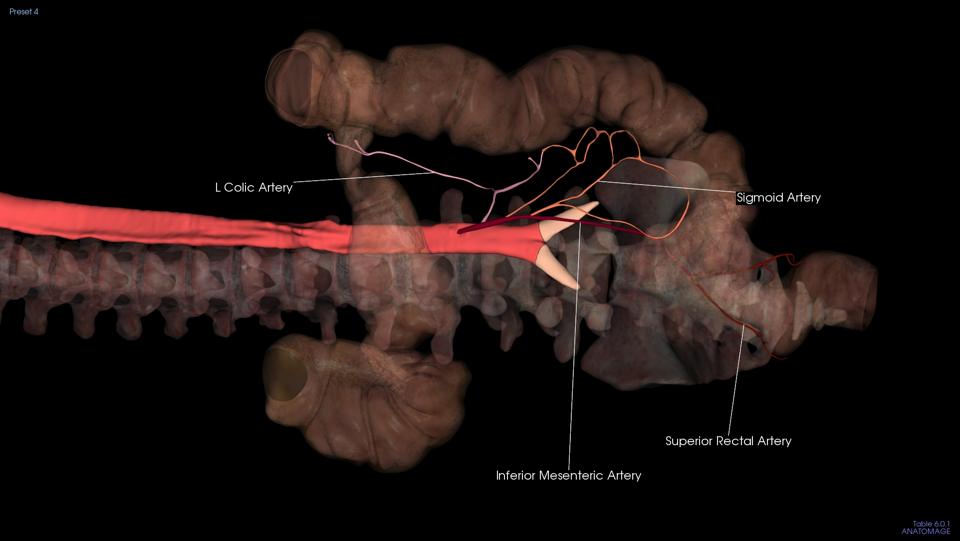 Preset 4
L Colic Artery
Sigmoid Artery
Superior Rectal Artery
Inferior Mesenteric Artery
Table 6.0.1
ANATOMAGE